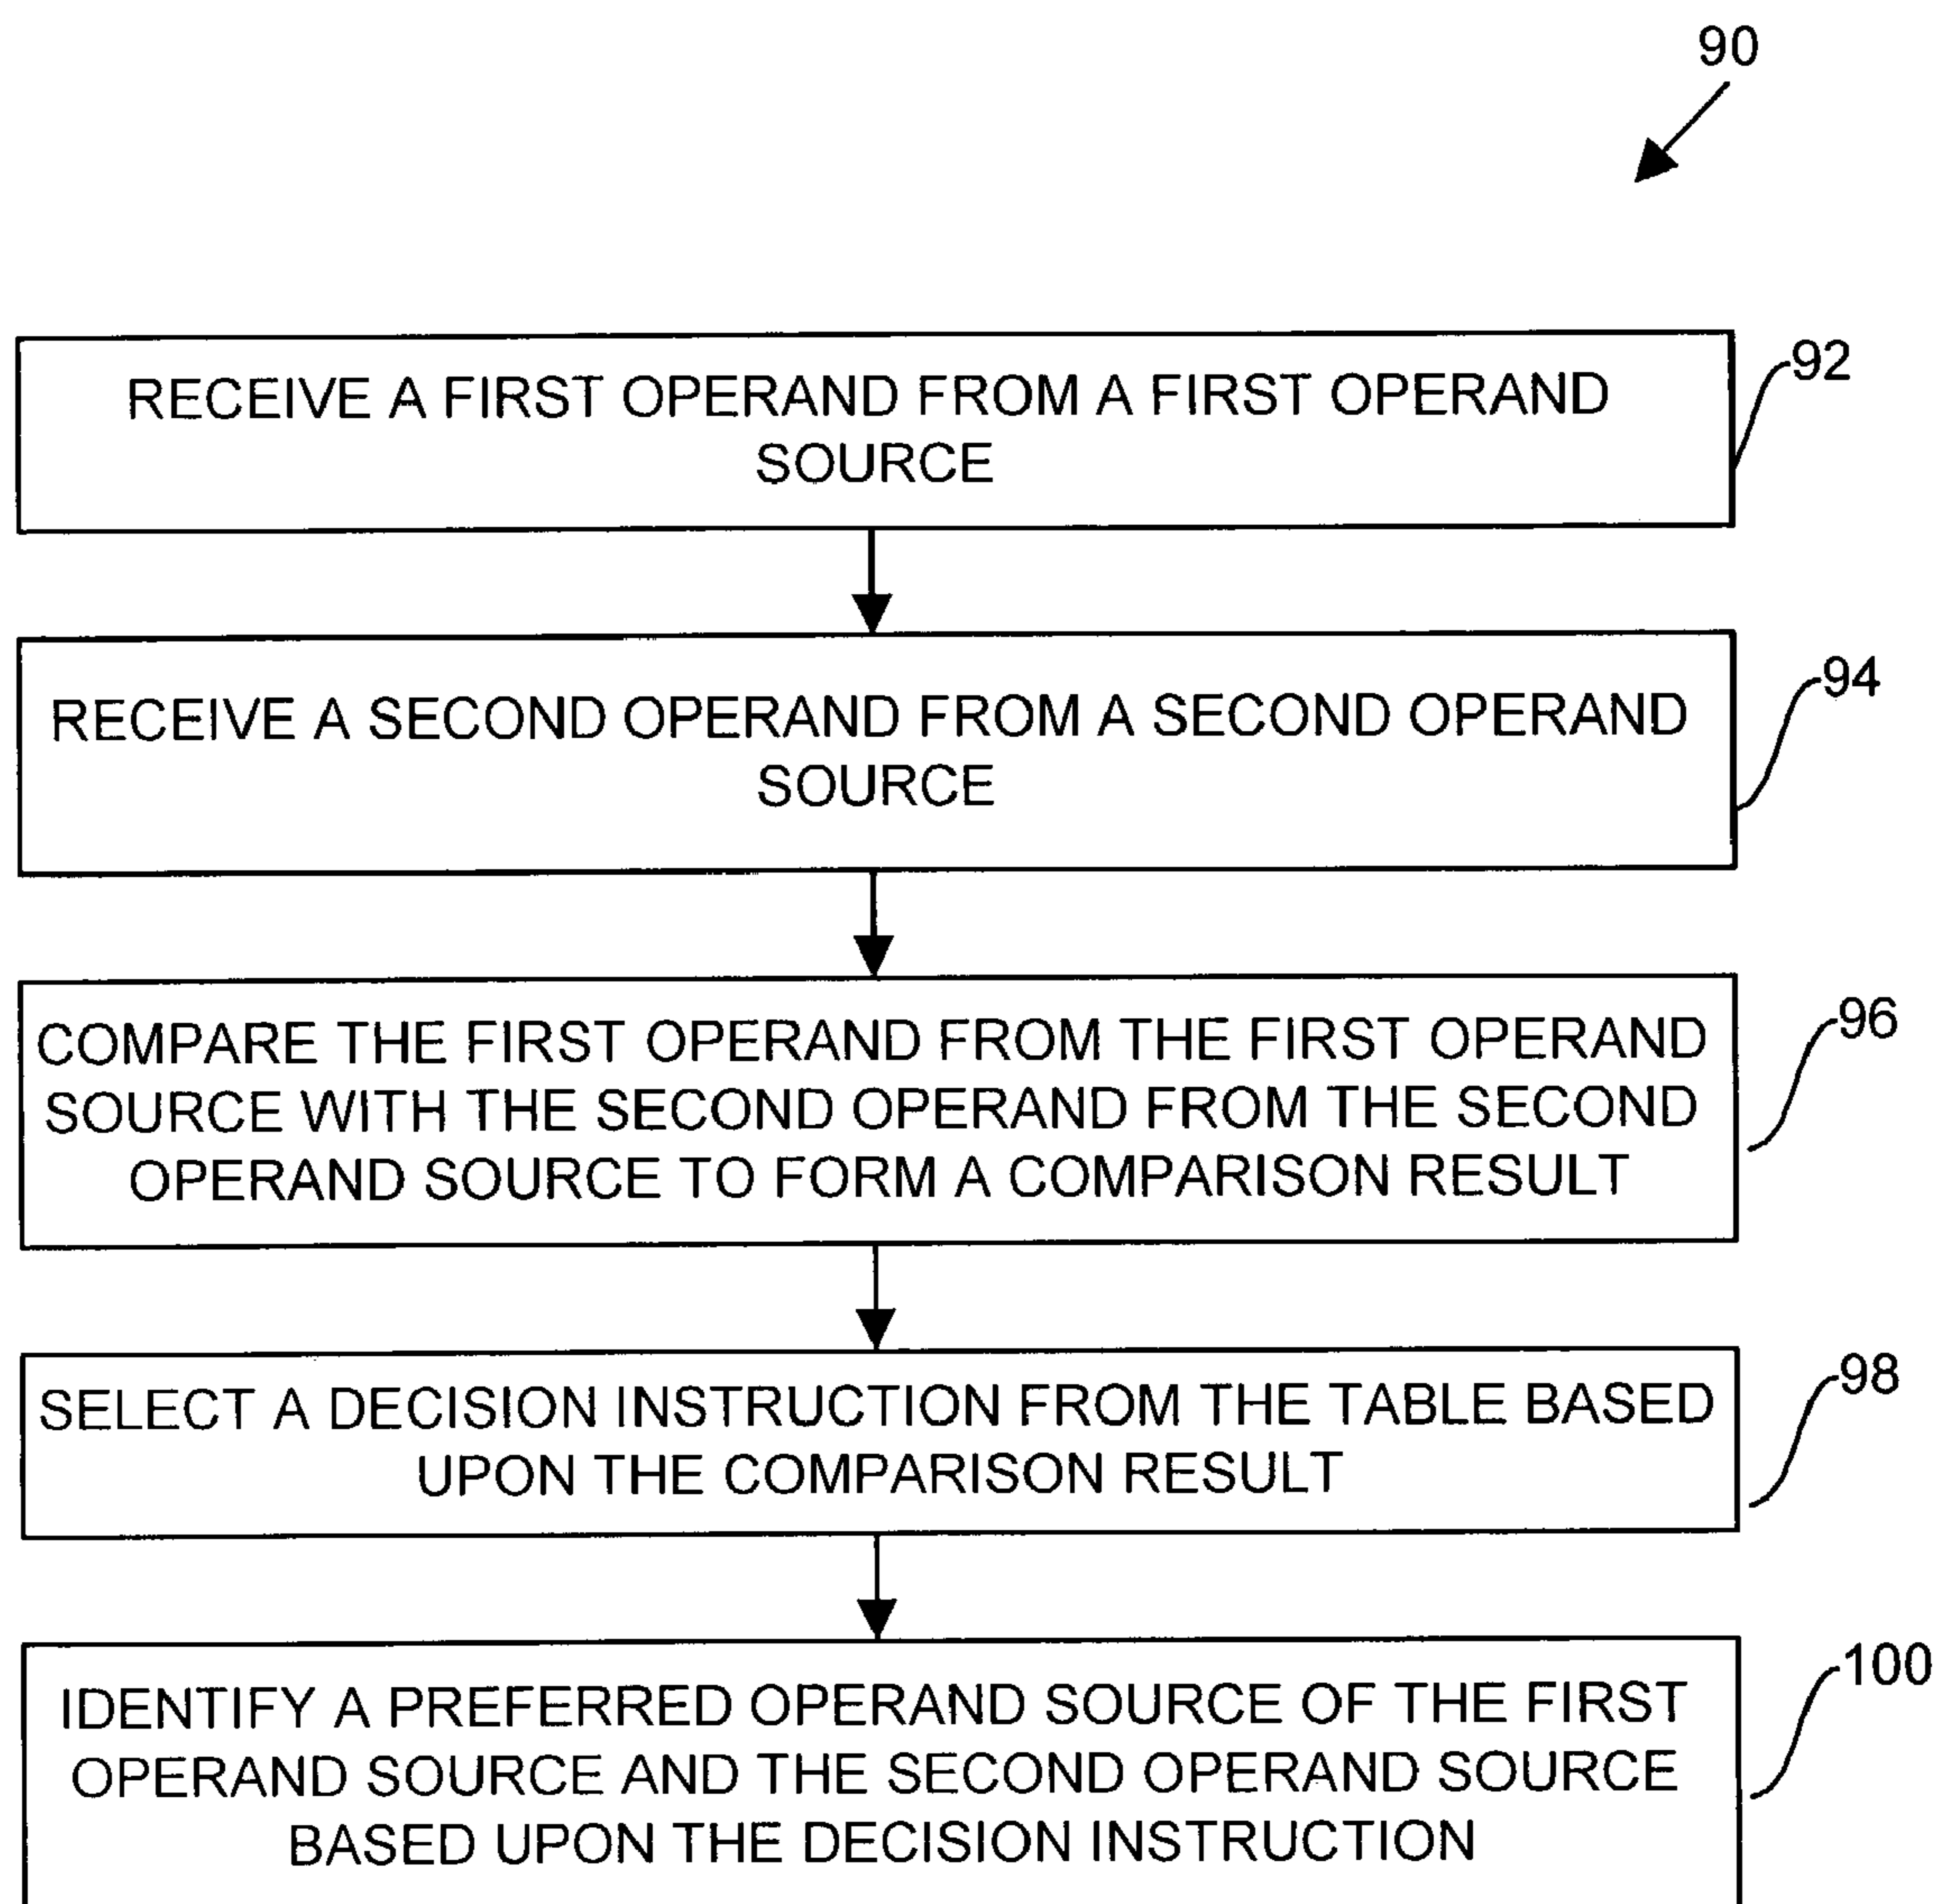 90
RECEIVE A FIRST OPERAND FROM A FIRST OPERAND
SOURCE
92
RECEIVE A SECOND OPERAND FROM A SECOND OPERAND
SOURCE
94
COMPARE THE FIRST OPERAND FROM THE FIRST OPERAND
SOURCE WITH THE SECOND OPERAND FROM THE SECOND
OPERAND SOURCE TO FORM A COMPARISON RESULT
96
SELECT A DECISION INSTRUCTION FROM THE TABLE BASED
UPON THE COMPARISON RESULT
98
IDENTIFY A PREFERRED OPERAND SOURCE OF THE FIRST
OPERAND SOURCE AND THE SECOND OPERAND SOURCE
BASED UPON THE DECISION INSTRUCTION
100